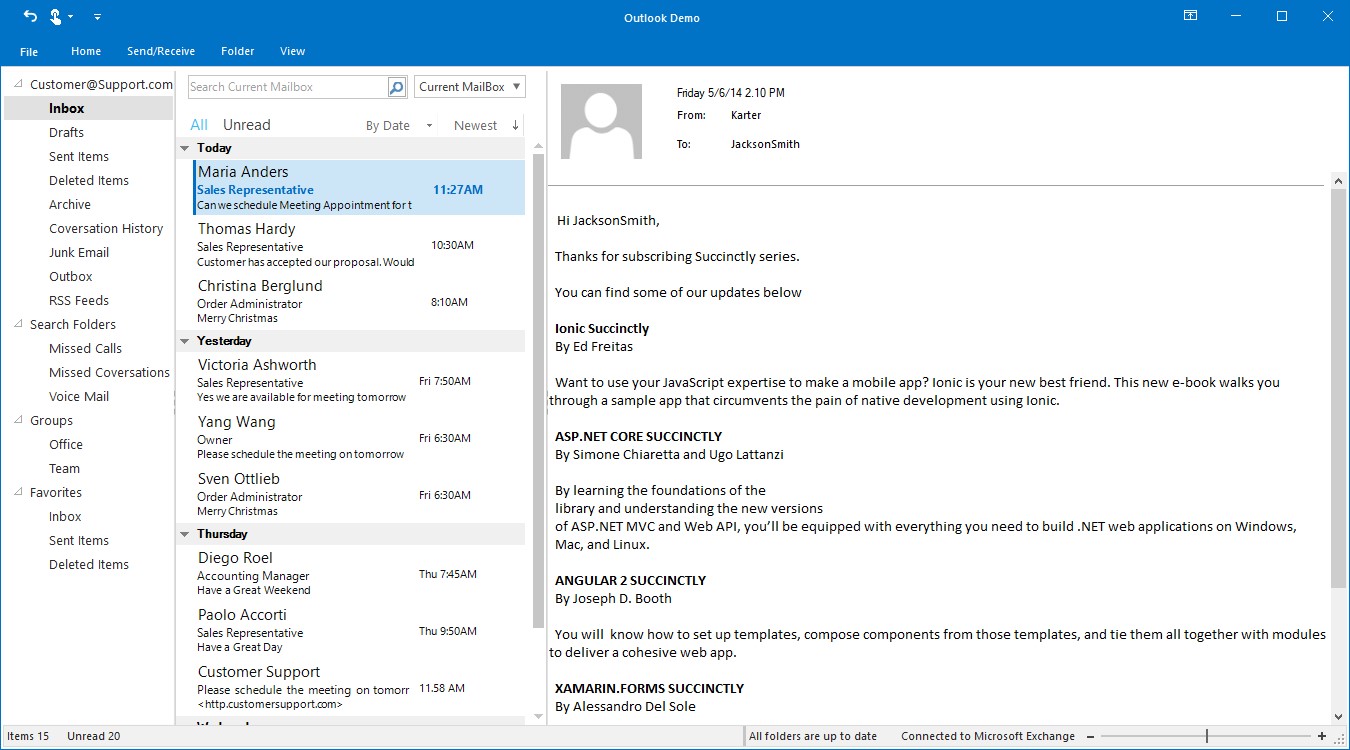 Outlook Demo
File Home Send/Receive Folder View
Customer@Support.com
Inbox
Drafts
Sent Items
Deleted Items
Archive
Coversation History
Junk Email
Outbox
RSS Feeds
Search Folders
Missed Calls
Missed Coversations
Voice Mail
Groups
Office
Team
Favorites
Inbox
Sent Items
Deleted Items
Search Current Mailbox
Current MailBox
All Unread By Date Newest
Today
Maria Anders
Sales Representative 11:27AM
Can we schedule Meeting Appointment for t
Thomas Hardy
Sales Representative 10:30AM
Customer has accepted our proposal. Would
Christina Berglund
Order Administrator 8:10AM
Merry Christmas
Yesterday
Victoria Ashworth
Sales Representative Fri 7:50AM
Yes we are available for meeting tomorrow
Yang Wang
Owner Fri 6:30AM
Please schedule the meeting on tomorrow
Sven Ottlieb
Order Administrator Fri 6:30AM
Merry Christmas
Thursday
Diego Roel
Accounting Manager Thu 7:45AM
Have a Great Weekend
Paolo Accorti
Sales Representative Thu 9:50AM
Have a Great Day
Customer Support
Please schedule the meeting on tomorr 11.58 AM
<http.customersupport.com>
Friday 5/6/14 2.10 PM
From: Karter
To: JacksonSmith
Hi JacksonSmith,
Thanks for subscribing Succinctly series.
You can find some of our updates below
Ionic Succinctly
By Ed Freitas
Want to use your JavaScript expertise to make a mobile app? Ionic is your new best friend. This new e-book walks you
through a sample app that circumvents the pain of native development using Ionic.
ASP.NET CORE SUCCINCTLY
By Simone Chiaretta and Ugo Lattanzi
By learning the foundations of the
library and understanding the new versions
of ASP.NET MVC and Web API, you'll be equipped with everything you need to build .NET web applications on Windows,
Mac, and Linux.
ANGULAR 2 SUCCINCTLY
By Joseph D. Booth
You will know how to set up templates, compose components from those templates, and tie them all together with modules
to deliver a cohesive web app.
XAMARIN.FORMS SUCCINCTLY
By Alessandro Del Sole
Items 15 Unread 20 All folders are up to date Connected to Microsoft Exchange